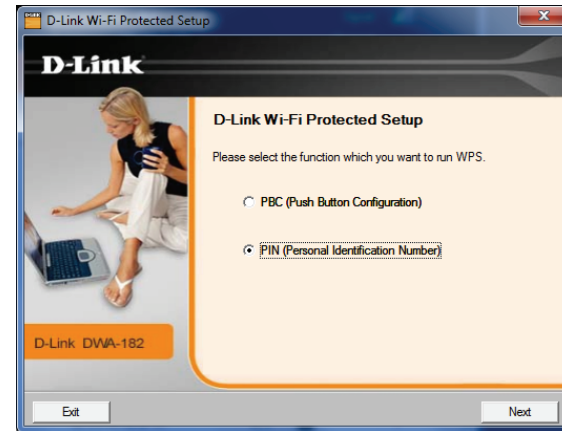 D-Link Wi-Fi Protected Setup
D-Link
D-Link Wi-Fi Protected Setup
Please select the function which you want to run WPS.
PBC (Push Button Configuration)
PIN (Personal Identification Number)
D-Link DWA-182
Exit
Next